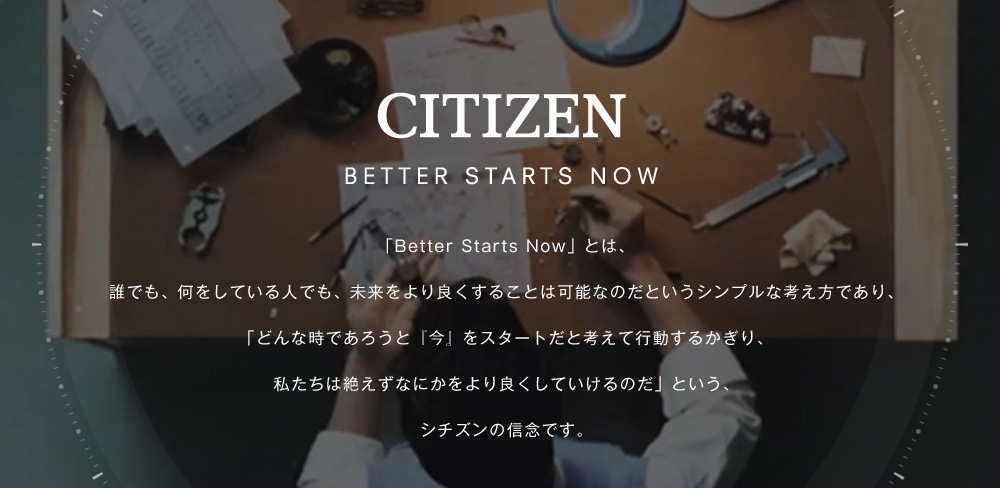 CITIZEN
BETTER STARTS NOW
「Better Starts Now」とは、
誰でも、何をしている人でも、未来をより良くすることは可能なのだというシンプルな考え方であり、
「どんな時であろうと『今』をスタートだと考えて行動するかぎり、
私たちは絶えずなにかをより良くしていけるのだ」という、
シチズンの信念です。